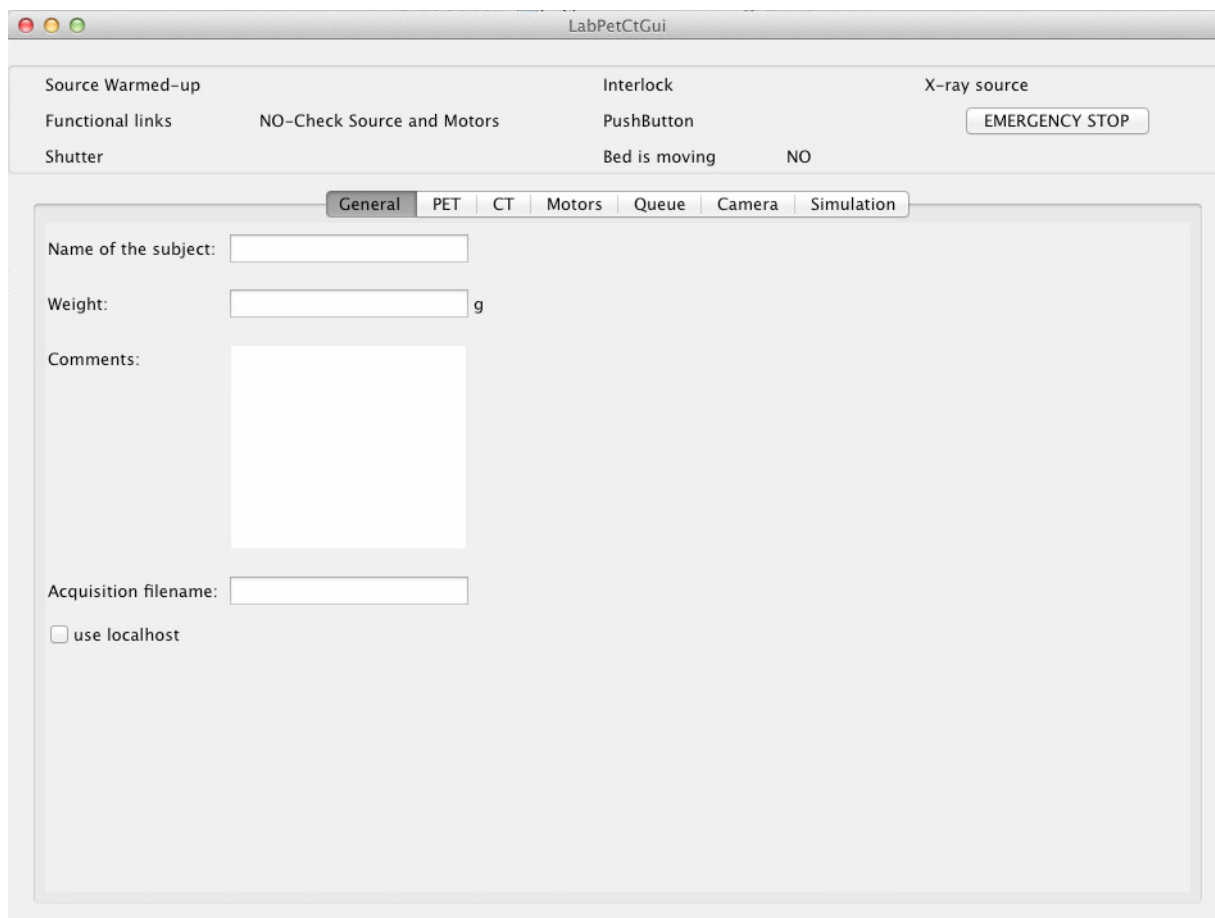 LabPetCtGui
Source Warmed-up Interlock X-ray source
Functional links NO-Check Source and Motors PushButton EMERGENCY STOP
Shutter Bed is moving NO
General PET CT Motors Queue Camera Simulation
Name of the subject:
Weight: g
Comments:
Acquisition filename:
use localhost